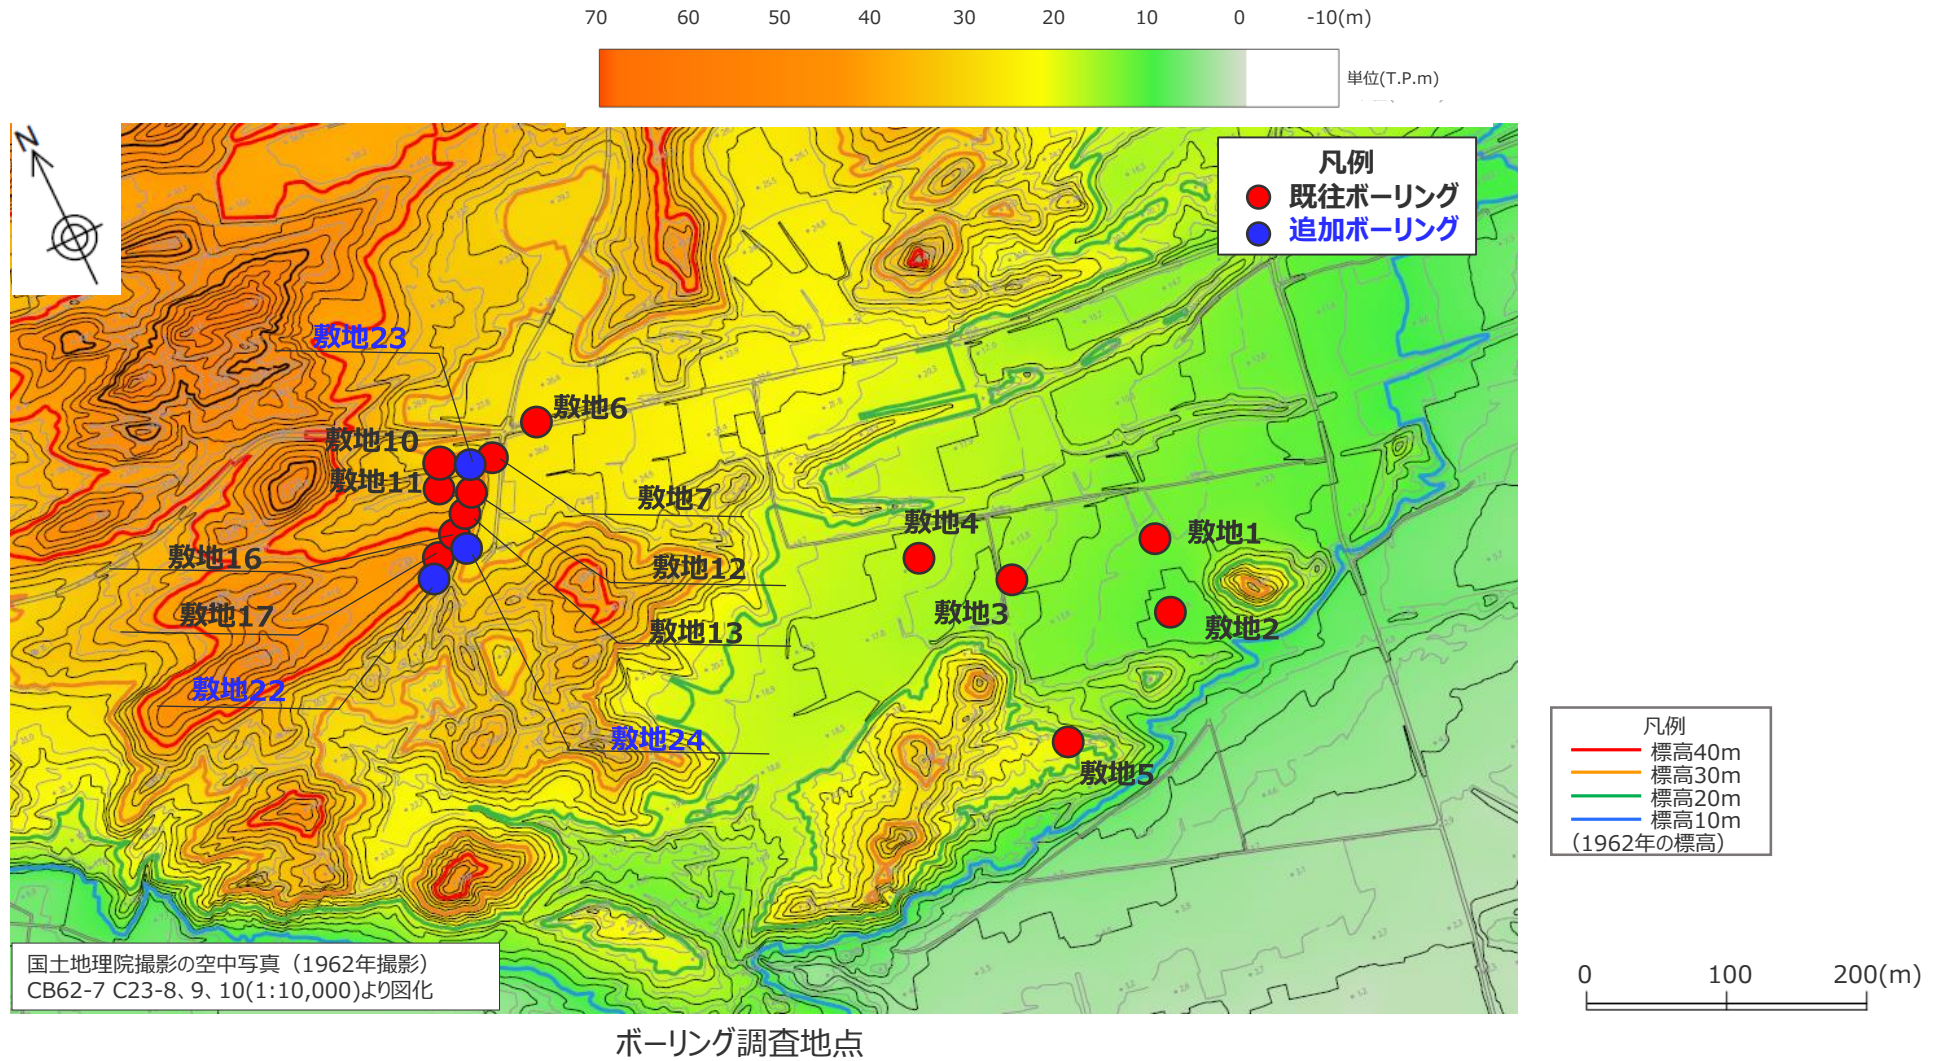 70 60 50 40 30 20 10 0 -10(m)
単位(T.P.m)
N
凡例
既往ボーリング
追加ボーリング
敷地23
敷地6
敷地10
敷地11
敷地7
敷地4
敷地1
敷地16
敷地12
敷地3
敷地17
敷地13
敷地2
敷地22
敷地24
敷地5
凡例
標高40m
標高30m
標高20m
標高10m
(1962年の標高)
国土地理院撮影の空中写真（1962年撮影）
CB62-7 C23-8、9、10(1:10,000)より図化
0 100 200(m)
ボーリング調査地点